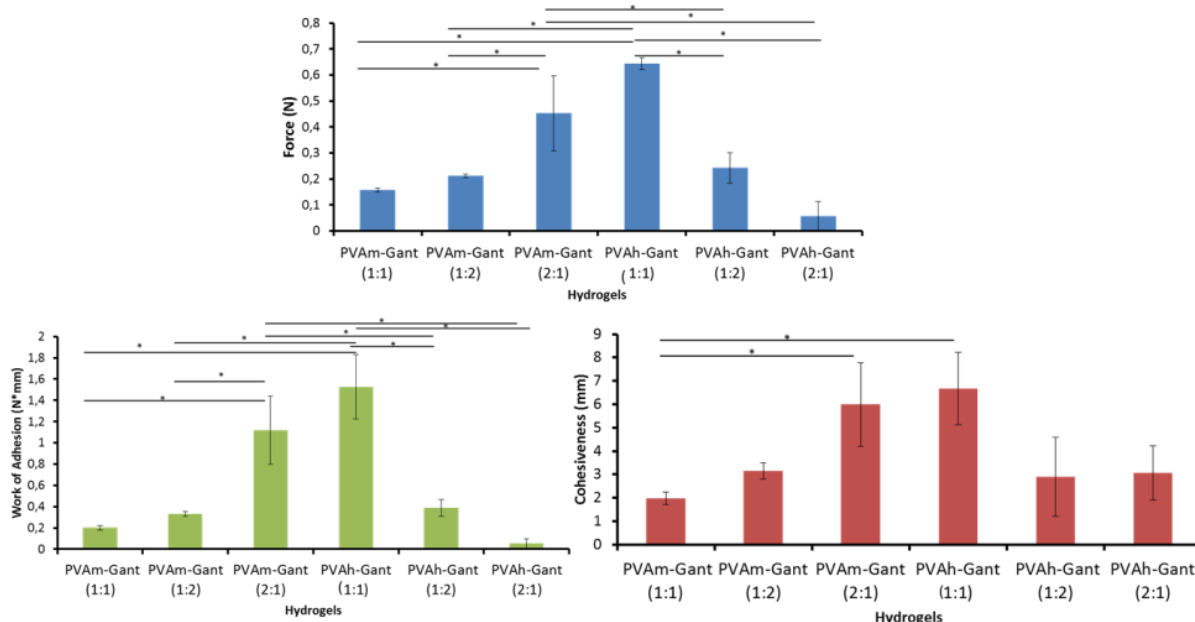 * * * * * * * *
0,8
0,7
0,6
0,5
0,4
0,3
0,2
0,1
0
Force (N)
PVAm-Gant PVAm-Gant PVAm-Gant PVAh-Gant PVAh-Gant PVAh-Gant
(1:1) (1:2) (2:1) (1:1) (1:2) (2:1)
Hydrogels
* * * * * * * *
2
1,8
1,6
1,4
1,2
1
0,8
0,6
0,4
0,2
0
Work of Adhesion (N*mm)
PVAm-Gant PVAm-Gant PVAm-Gant PVAh-Gant PVAh-Gant PVAh-Gant
(1:1) (1:2) (2:1) (1:1) (1:2) (2:1)
Hydrogels
* *
9
8
7
6
5
4
3
2
1
0
Cohesiveness (mm)
PVAm-Gant PVAm-Gant PVAm-Gant PVAh-Gant PVAh-Gant PVAh-Gant
(1:1) (1:2) (2:1) (1:1) (1:2) (2:1)
Hydrogels